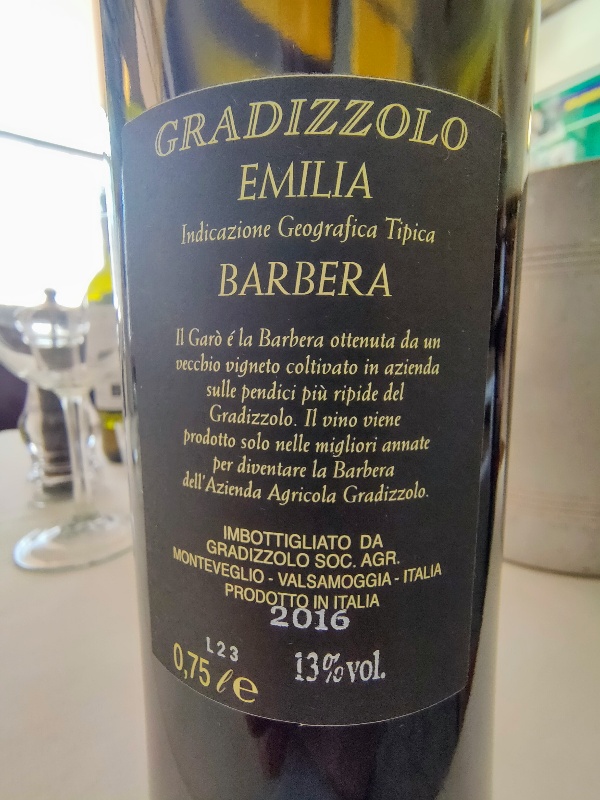 GRADIZZOLO
EMILIA
Indicazione Geografica Tipica
BARBERA
Il Garò é la Barbera ottenuta da un
vecchio vigneto coltivato in azienda
sulle pendici più ripide del
Gradizzolo. Il vino viene
prodotto solo nelle migliori annate
per diventare la Barbera
dell'Azienda Agricola Gradizzolo.
IMBOTTIGLIATO DA
GRADIZZOLO SOC. AGR.
MONTEVEGLIO - VALSAMOGGIA - ITALIA
PRODOTTO IN ITALIA
2016
L23
0,75 ℓ e 13% vol.